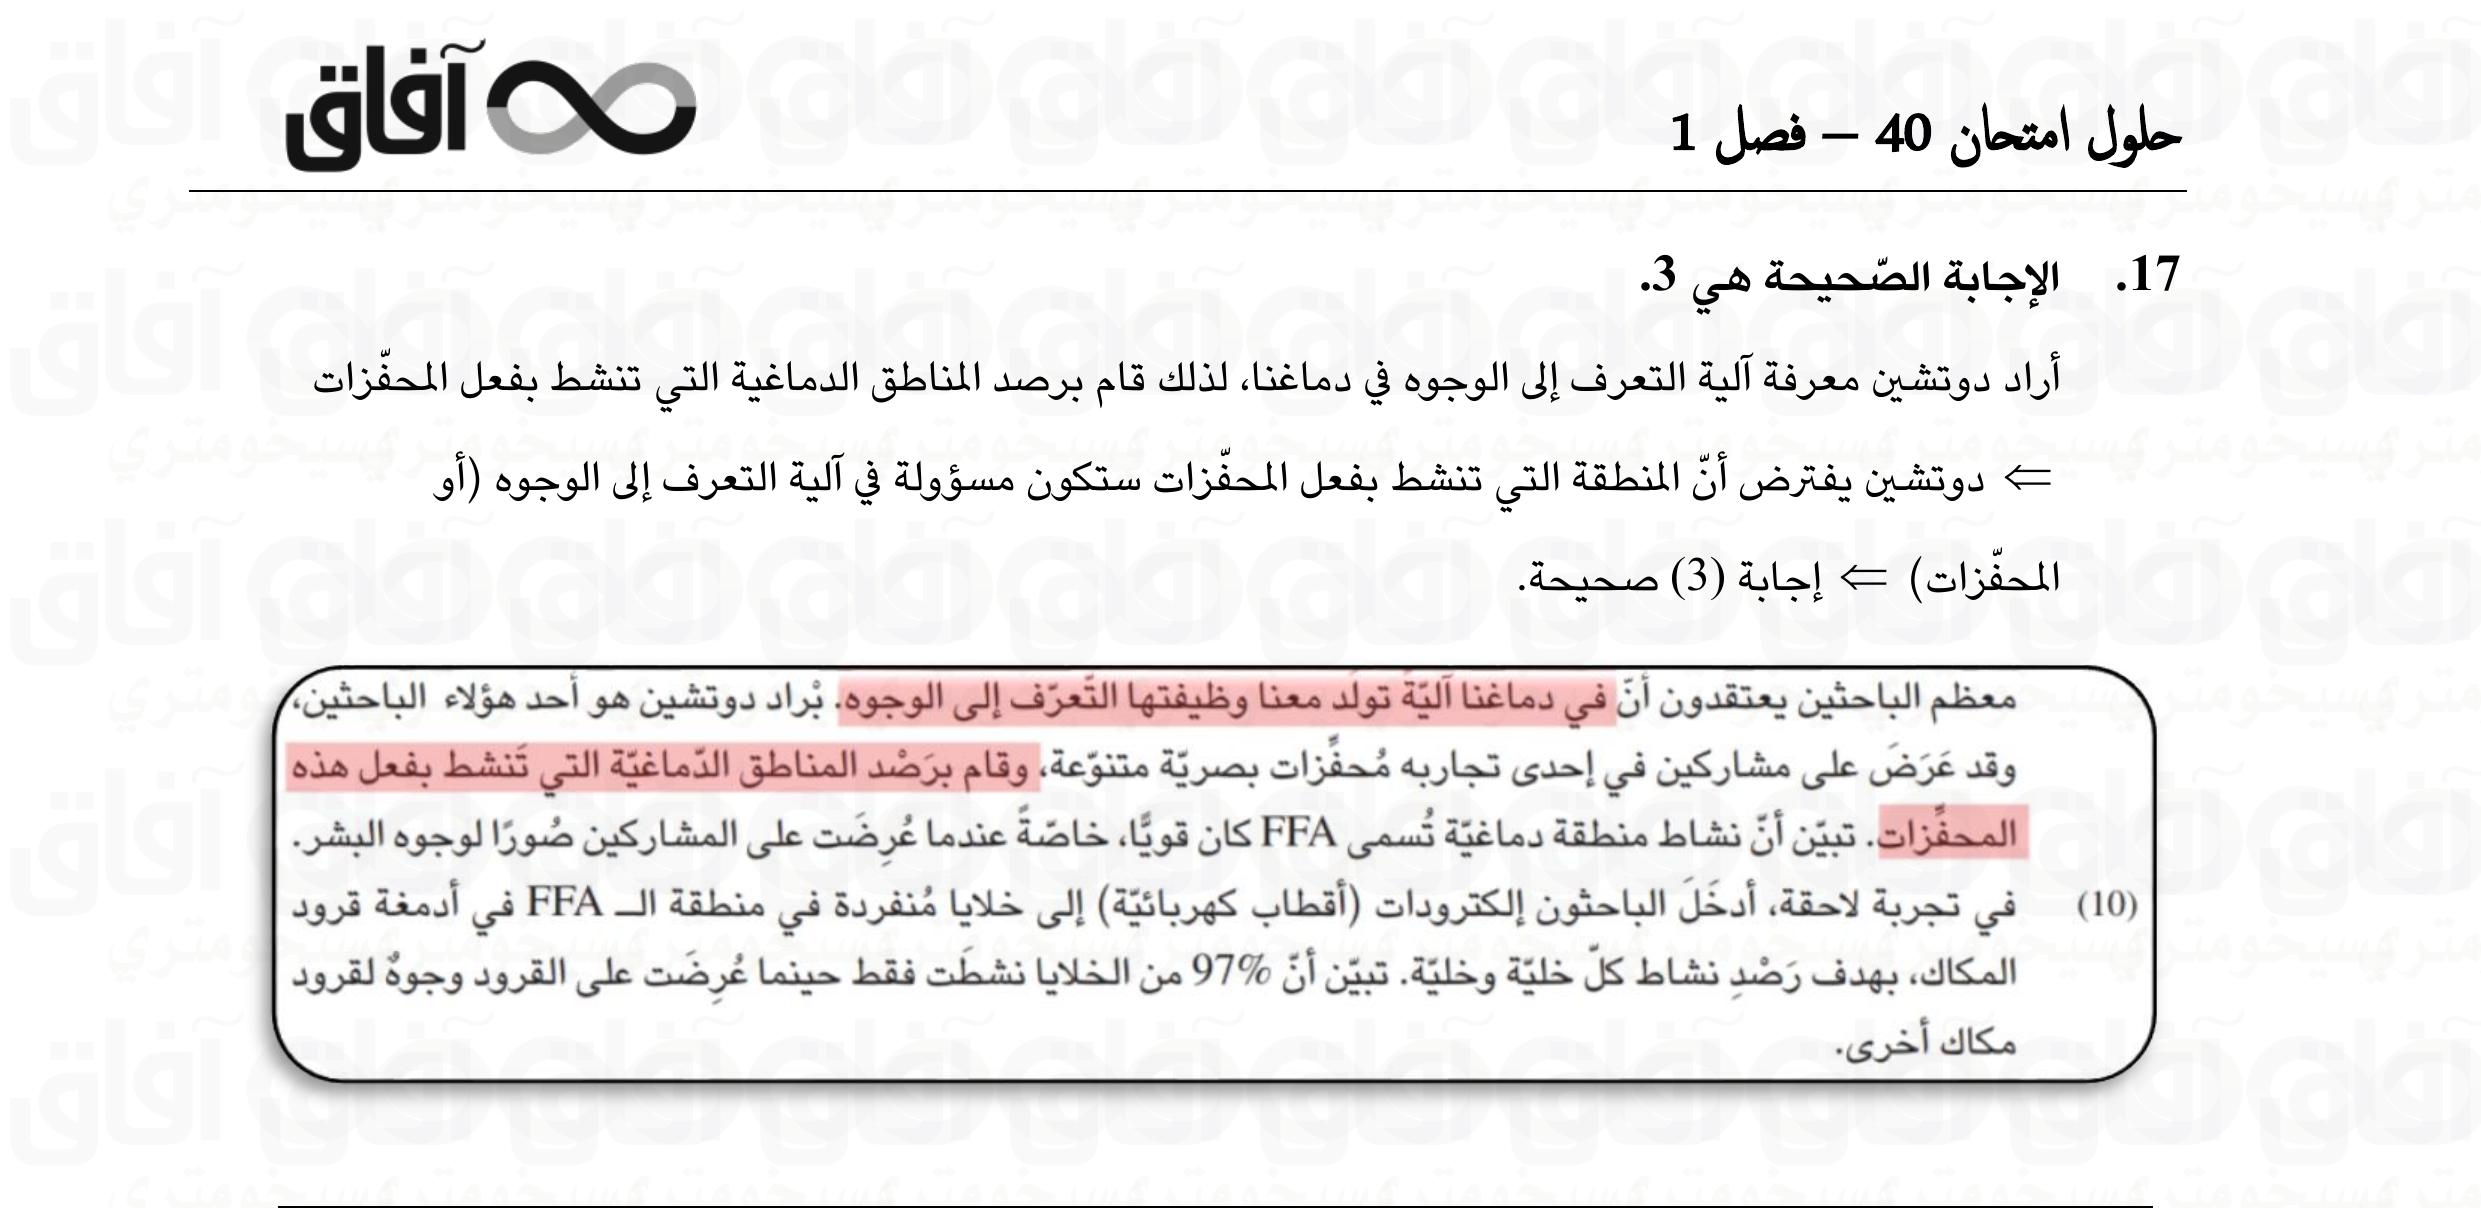 آفاق
حلول امتحان 40 – فصل 1
17. الإجابة الصّحيحة هي 3.
أراد دوتشين معرفة آلية التعرف إلى الوجوه في دماغنا، لذلك قام برصد المناطق الدماغية التي تنشط بفعل المحفّزات
⇐ دوتشين يفترض أنّ المنطقة التي تنشط بفعل المحفّزات ستكون مسؤولة في آلية التعرف إلى الوجوه (أو
المحفّزات) ⇐ إجابة (3) صحيحة.
معظم الباحثين يعتقدون أنّ في دماغنا آليّةً تولَد معنا وظيفتها التّعرّف إلى الوجوه. بْراد دوتشين هو أحد هؤلاء الباحثين،
وقد عَرَضَ على مشاركين في إحدى تجاربه مُحفِّزات بصريّة متنوّعة، وقام برَصْد المناطق الدّماغيّة التي تَنشط بفعل هذه
المحفِّزات. تبيّن أنّ نشاط منطقة دماغيّة تُسمى FFA كان قويًّا، خاصّةً عندما عُرِضَت على المشاركين صُورًا لوجوه البشر.
(10) في تجربة لاحقة، أدخَلَ الباحثون إلكترودات (أقطاب كهربائيّة) إلى خلايا مُنفردة في منطقة الـ FFA في أدمغة قرود
المكاك، بهدف رَصْدِ نشاط كلّ خليّة وخليّة. تبيّن أنّ 97% من الخلايا نشطَت فقط حينما عُرِضَت على القرود وجوهٌ لقرود
مكاك أخرى.